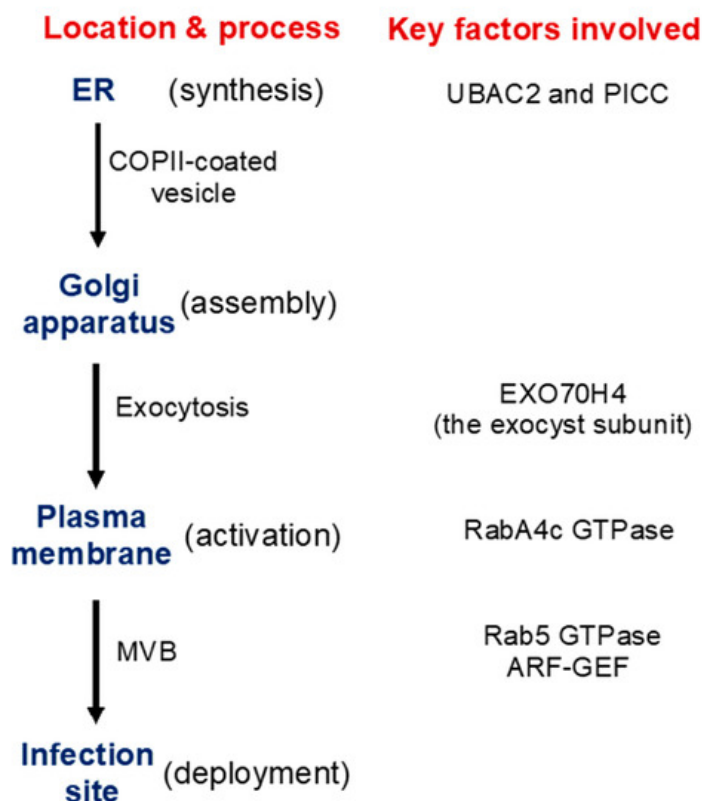 Location & process Key factors involved
ER (synthesis) UBAC2 and PICC
COPII-coated
vesicle
Golgi
apparatus (assembly)
Exocytosis
EXO70H4
(the exocyst subunit)
Plasma
membrane (activation)
RabA4c GTPase
MVB
Rab5 GTPase
ARF-GEF
Infection
site (deployment)